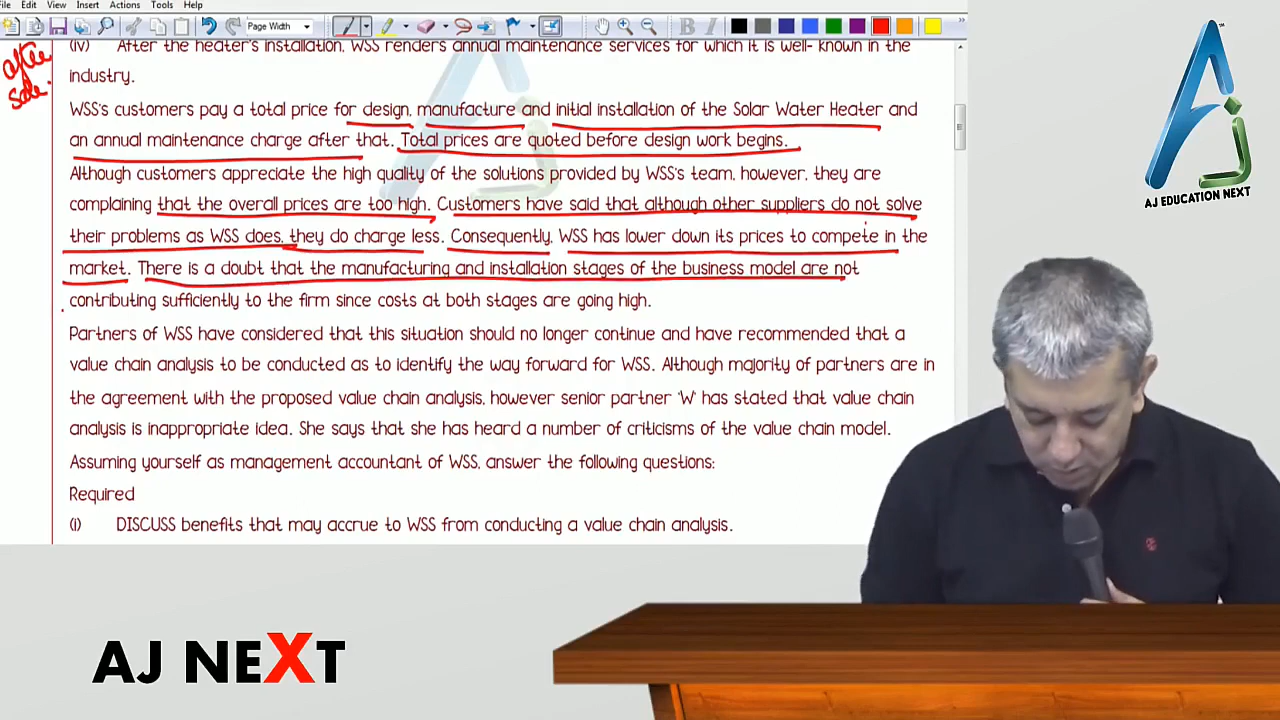 File Edit View Insert Actions Tools Help
Page Width
B I
after
sale
(iv) After the heater's installation, WSS renders annual maintenance services for which it is well- known in the
industry.
WSS's customers pay a total price for design, manufacture and initial installation of the Solar Water Heater and
an annual maintenance charge after that. Total prices are quoted before design work begins.
Although customers appreciate the high quality of the solutions provided by WSS's team, however, they are
complaining that the overall prices are too high. Customers have said that although other suppliers do not solve
their problems as WSS does, they do charge less. Consequently, WSS has lower down its prices to compete in the
market. There is a doubt that the manufacturing and installation stages of the business model are not
contributing sufficiently to the firm since costs at both stages are going high.
Partners of WSS have considered that this situation should no longer continue and have recommended that a
value chain analysis to be conducted as to identify the way forward for WSS. Although majority of partners are in
the agreement with the proposed value chain analysis, however senior partner 'W' has stated that value chain
analysis is inappropriate idea. She says that she has heard a number of criticisms of the value chain model.
Assuming yourself as management accountant of WSS, answer the following questions:
Required
(i) DISCUSS benefits that may accrue to WSS from conducting a value chain analysis.
AJ EDUCATION NEXT
AJ NEXT